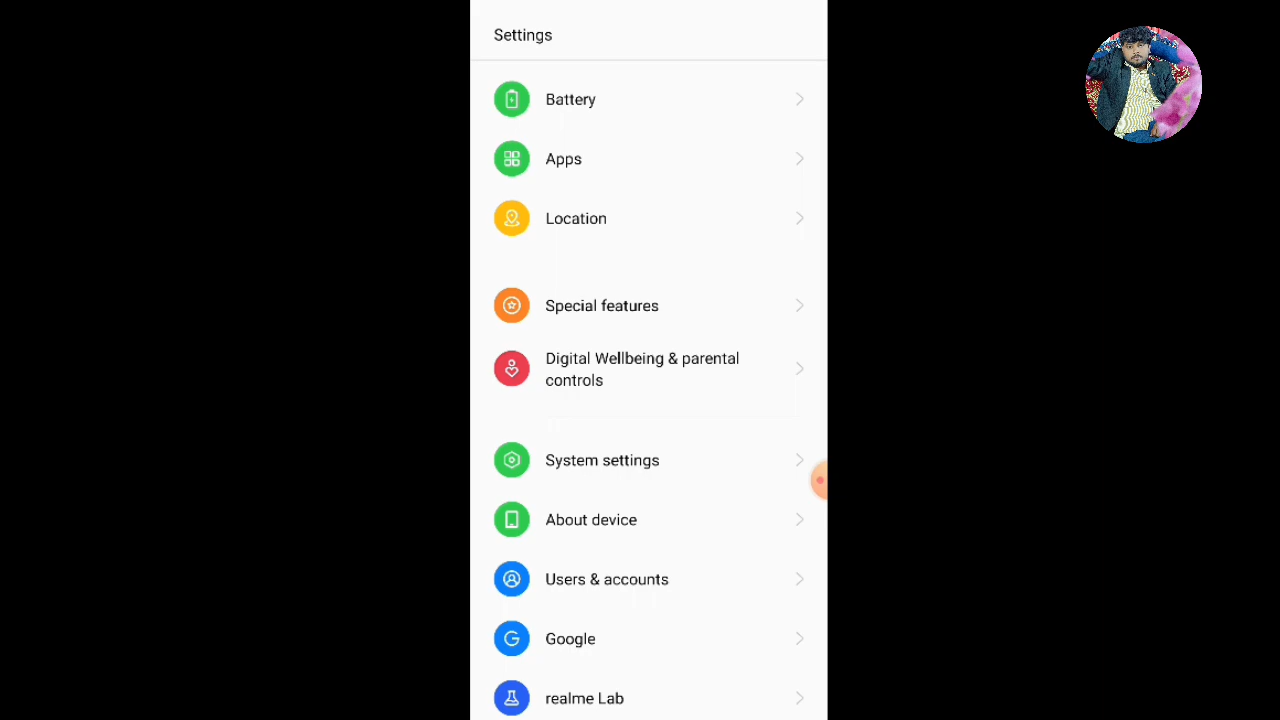 Settings
Battery
Apps
Location
Special features
Digital Wellbeing & parental
controls
System settings
About device
Users & accounts
Google
realme Lab